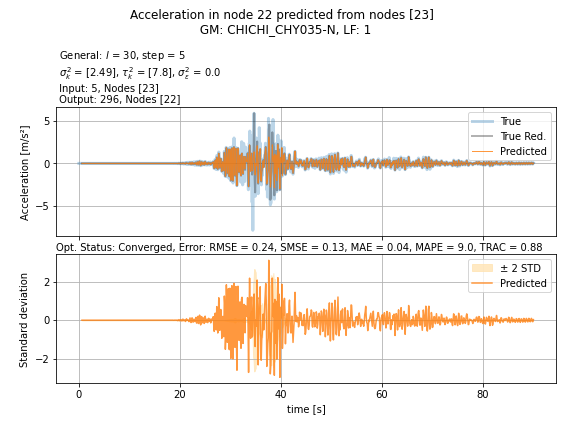 Acceleration in node 22 predicted from nodes [23]
GM: CHICHI_CHY035-N, LF: 1
General: l = 30, step = 5
σ²ₖ = [2.49], τ²ₖ = [7.8], σ²ε = 0.0
Input: 5, Nodes [23]
Output: 296, Nodes [22]
Acceleration [m/s²]
5
0
−5
True
True Red.
Predicted
Opt. Status: Converged, Error: RMSE = 0.24, SMSE = 0.13, MAE = 0.04, MAPE = 9.0, TRAC = 0.88
Standard deviation
2
0
−2
± 2 STD
Predicted
0 20 40 60 80
time [s]